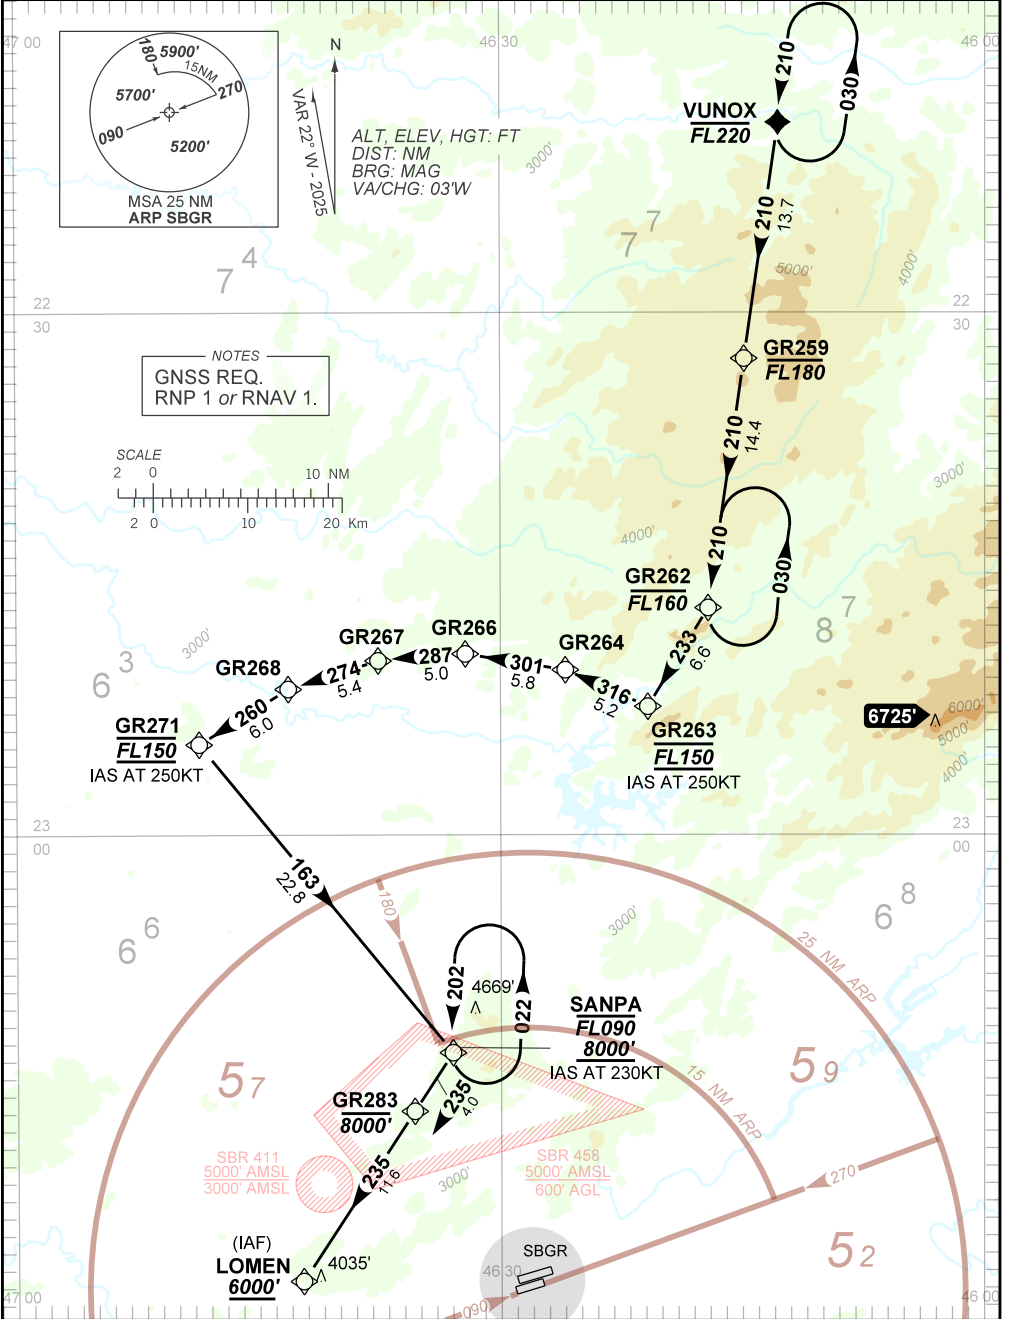 47 00
46 30
46 00
180
5900'
15NM
270
5700'
090
5200'
MSA 25 NM
ARP SBGR
N
VAR 22° W - 2025
ALT, ELEV, HGT: FT
DIST: NM
BRG: MAG
VA/CHG: 03'W
210
030
VUNOX
FL220
3000'
210
13.7
7 7
7 4
5000'
4000'
22
30
22
30
NOTES
GNSS REQ.
RNP 1 or RNAV 1.
GR259
FL180
210
14.4
SCALE
2 0 10 NM
2 0 10 20 Km
3000'
4000'
210
030
GR262
FL160
8 7
233
6.6
3000'
6 3
GR268
GR267
GR266
GR264
274
5.4
287
5.0
301
5.8
316
5.2
260
6.0
GR271
FL150
IAS AT 250KT
GR263
FL150
IAS AT 250KT
6725'
6000'
5000'
4000'
23
00
23
00
163
22.8
180
6 6
6 8
3000'
25 NM ARP
202
4669'
022
SANPA
FL090
8000'
IAS AT 230KT
5 7
5 9
15 NM ARP
GR283
8000'
235
4.0
SBR 411
5000' AMSL
3000' AMSL
SBR 458
5000' AMSL
600' AGL
235
11.6
3000'
270
(IAF)
LOMEN
6000'
4035'
SBGR
5 2
090
47 00
46 30
46 00